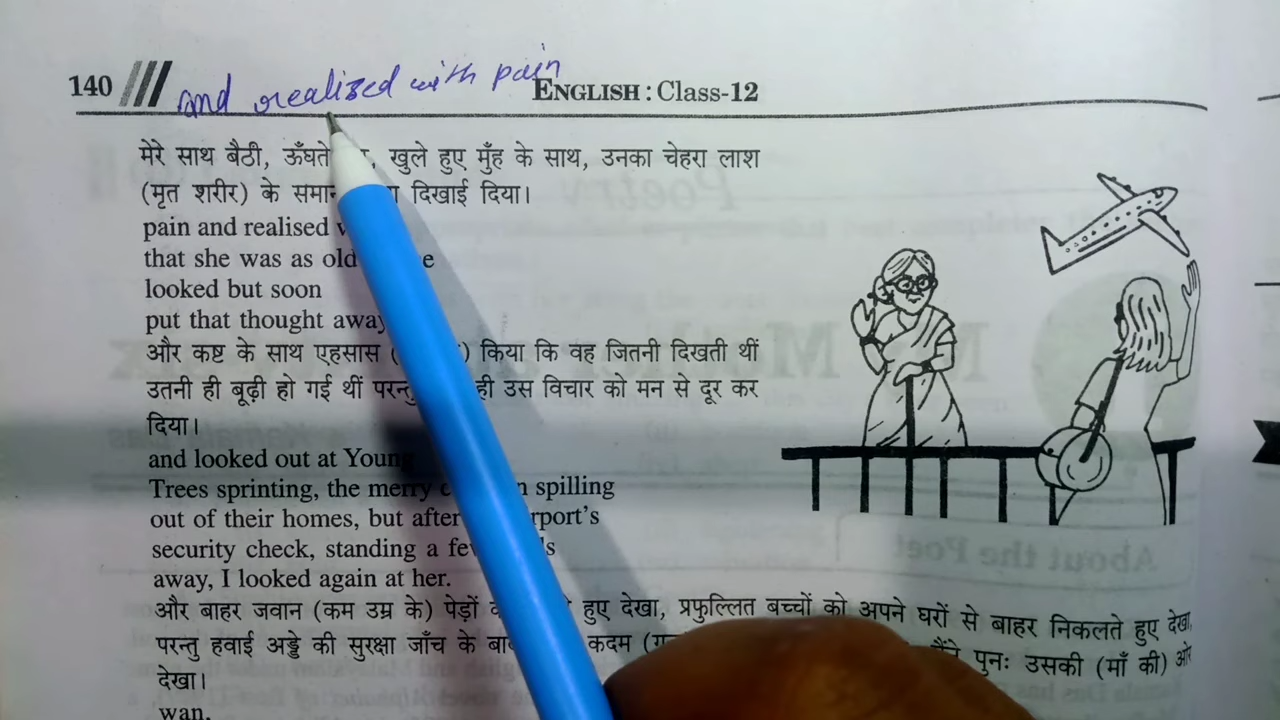 140 and realized with pain ENGLISH : Class-12
मेरे साथ बैठी, ऊँघते खुले हुए मुँह के साथ, उनका चेहरा लाश
(मृत शरीर) के समान दिखाई दिया।
pain and realised
that she was as old
looked but soon
put that thought away
और कष्ट के साथ एहसास किया कि वह जितनी दिखती थीं
उतनी ही बूढ़ी हो गई थीं परन्तु ही उस विचार को मन से दूर कर
दिया।
and looked out at Young
Trees sprinting, the merry spilling
out of their homes, but after
security check, standing a few
away, I looked again at her.
और बाहर जवान (कम उम्र के) पेड़ों हुए देखा, प्रफुल्लित बच्चों को अपने घरों से बाहर निकलते हुए देखा,
परन्तु हवाई अड्डे की सुरक्षा जाँच के कदम पुनः उसकी (माँ की) ओर
देखा।
wan,